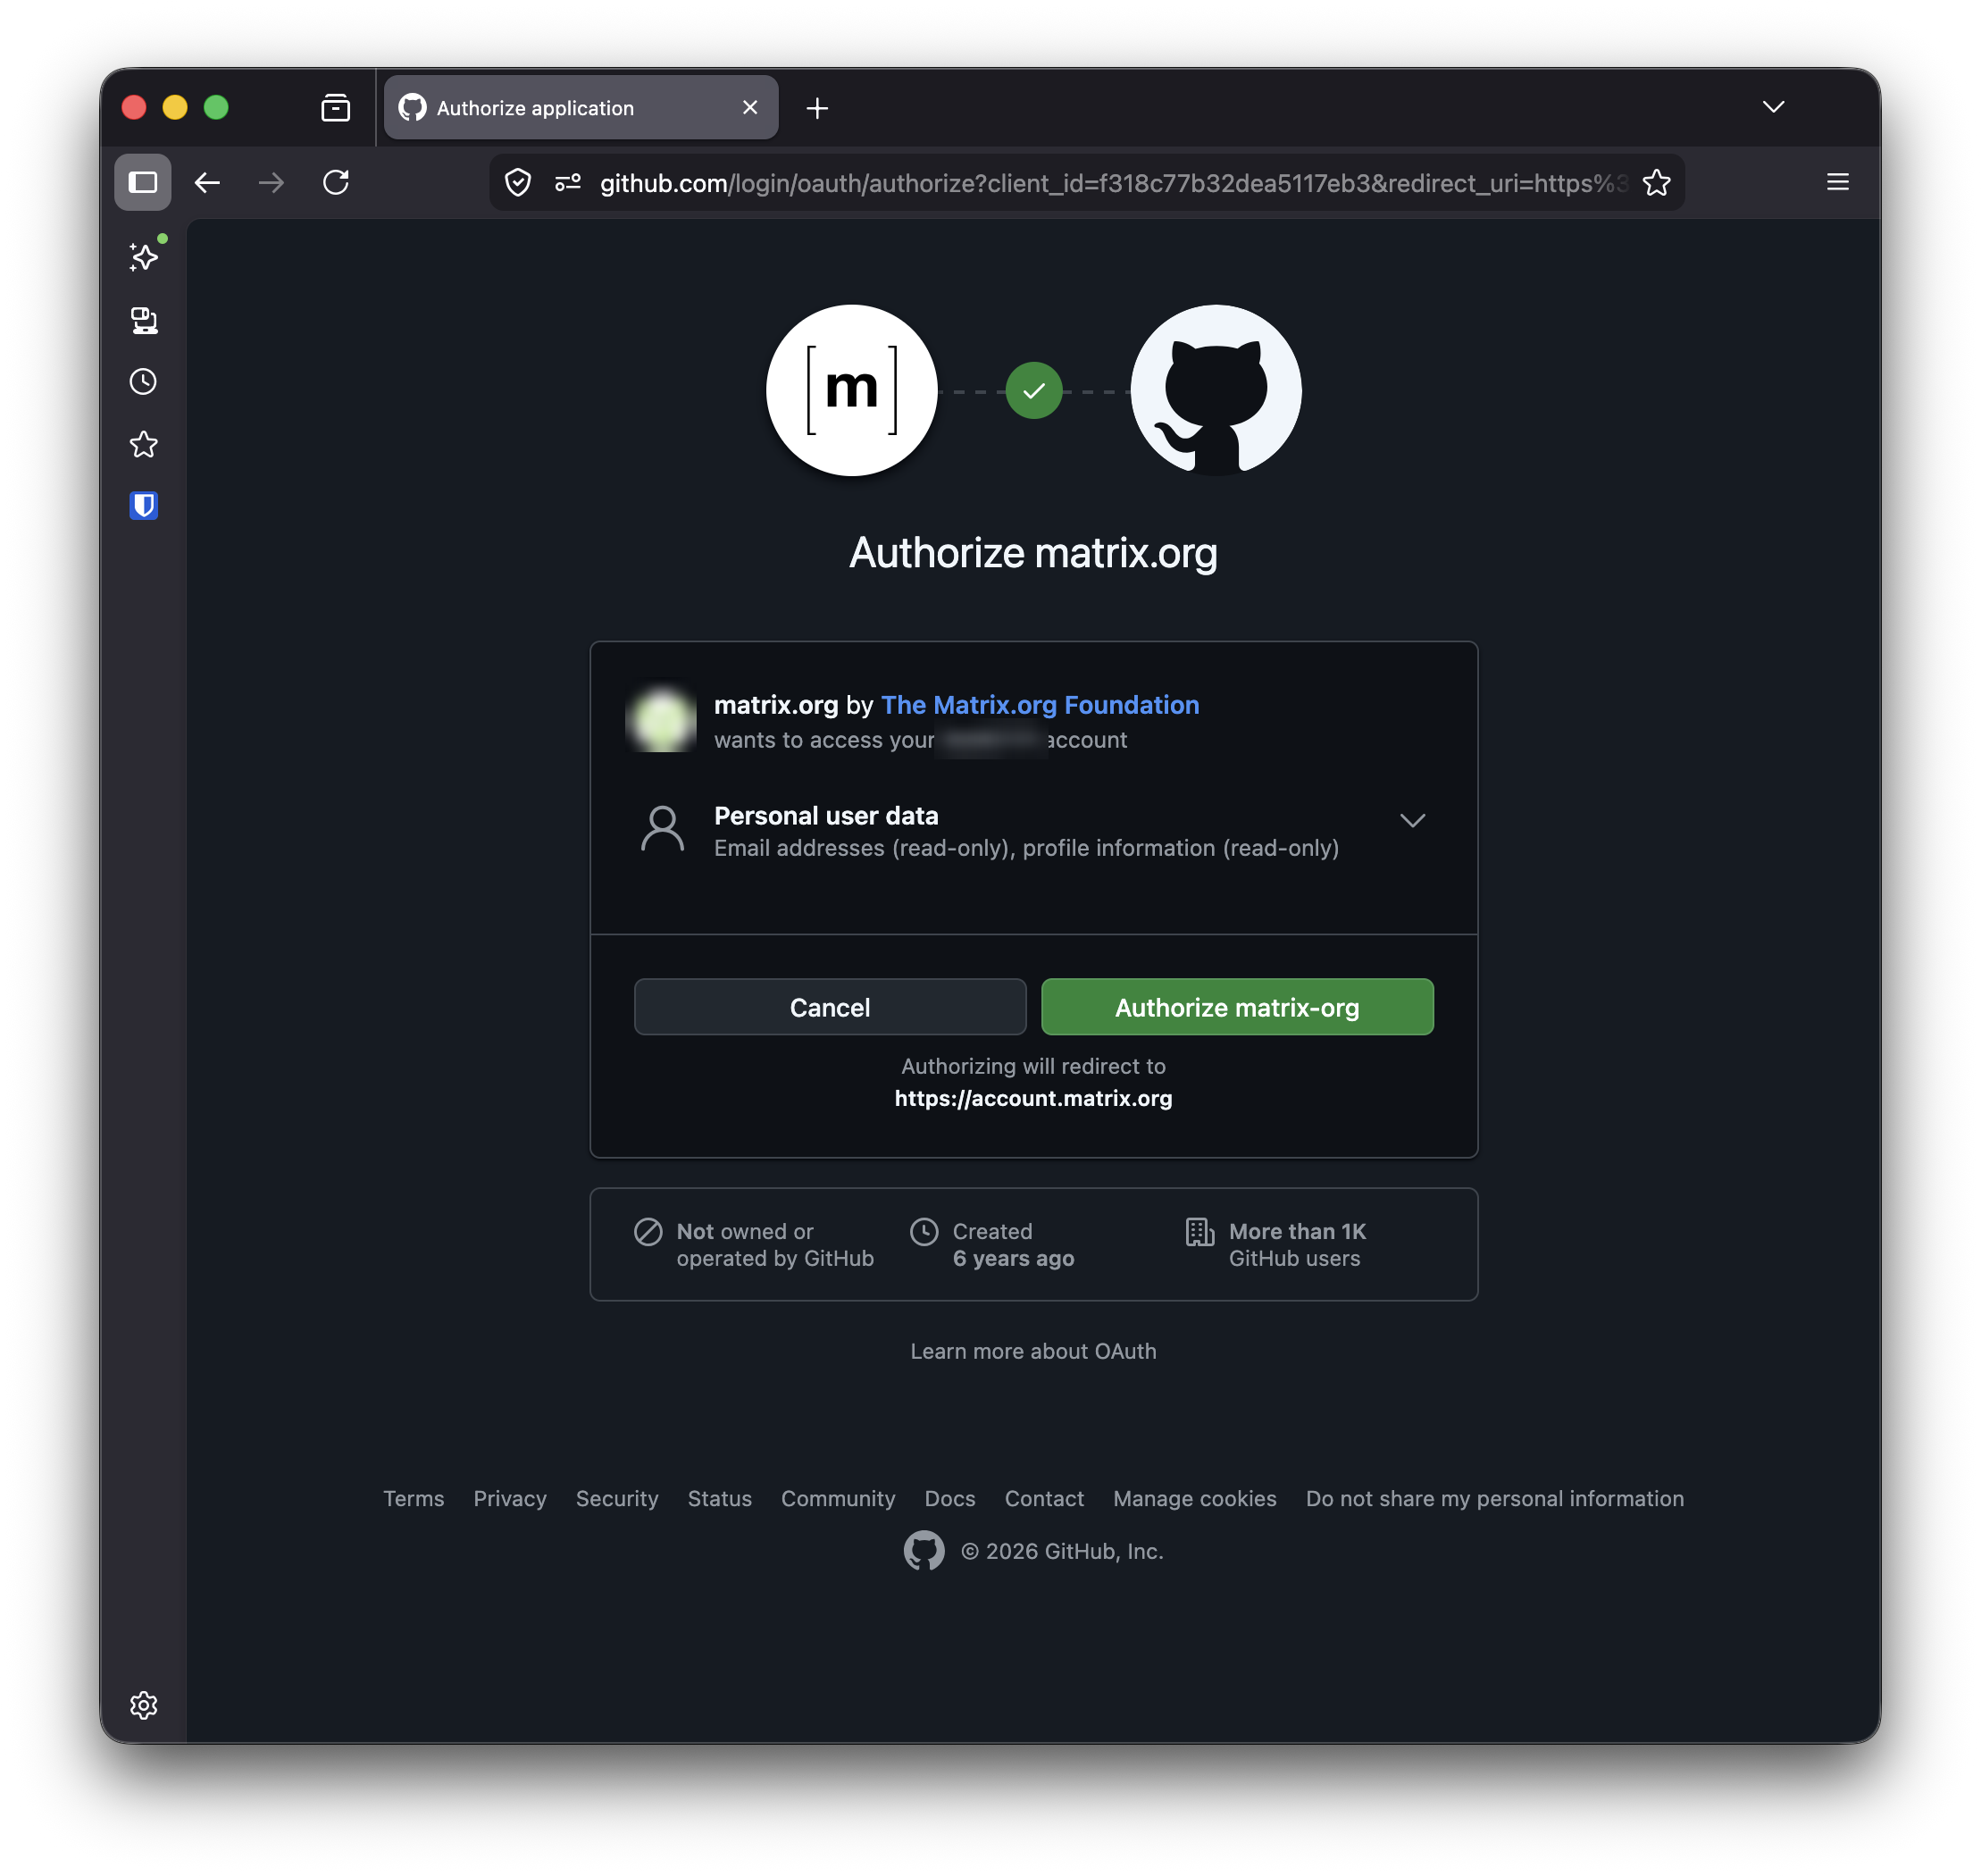 Authorize application
github.com/login/oauth/authorize?client_id=f318c77b32dea5117eb3&redirect_uri=https%3
[m]
Authorize matrix.org
matrix.org by The Matrix.org Foundation
wants to access your account
Personal user data
Email addresses (read-only), profile information (read-only)
Cancel
Authorize matrix-org
Authorizing will redirect to
https://account.matrix.org
Not owned or
operated by GitHub
Created
6 years ago
More than 1K
GitHub users
Learn more about OAuth
Terms Privacy Security Status Community Docs Contact Manage cookies Do not share my personal information
© 2026 GitHub, Inc.